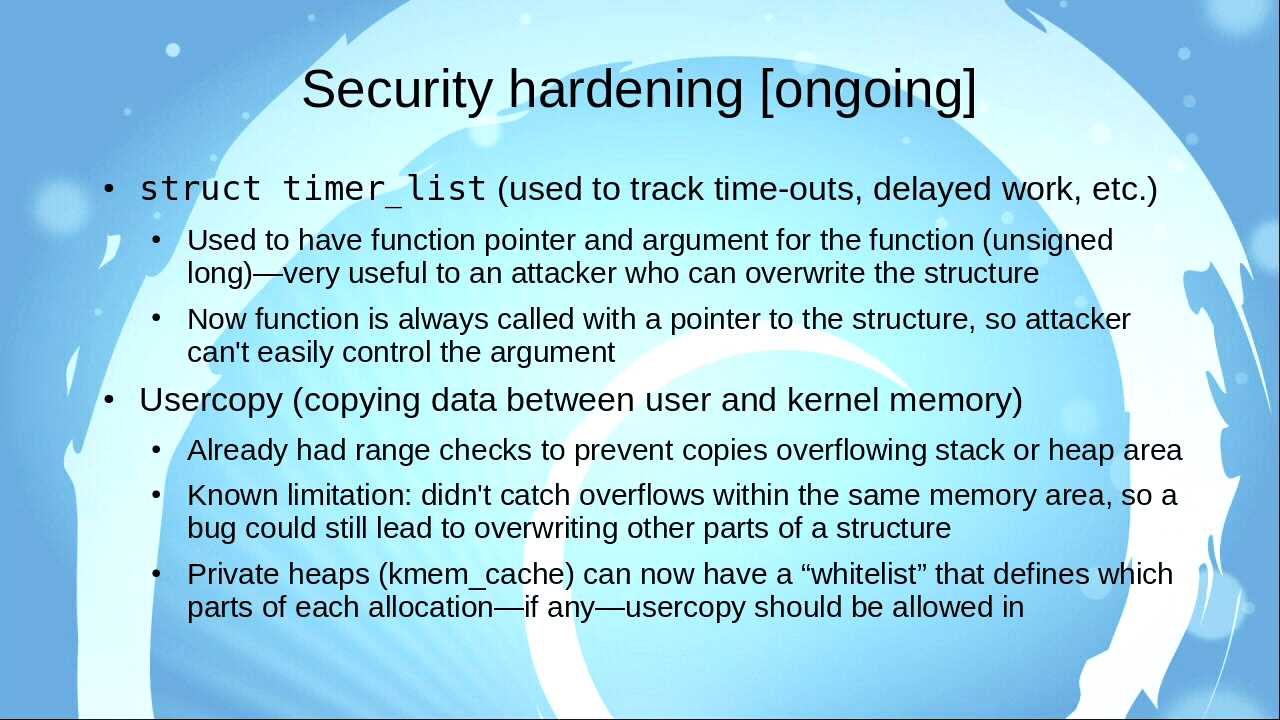 Security hardening [ongoing]
• struct timer_list (used to track time-outs, delayed work, etc.)
• Used to have function pointer and argument for the function (unsigned
long)—very useful to an attacker who can overwrite the structure
• Now function is always called with a pointer to the structure, so attacker
can't easily control the argument
• Usercopy (copying data between user and kernel memory)
• Already had range checks to prevent copies overflowing stack or heap area
• Known limitation: didn't catch overflows within the same memory area, so a
bug could still lead to overwriting other parts of a structure
• Private heaps (kmem_cache) can now have a “whitelist” that defines which
parts of each allocation—if any—usercopy should be allowed in